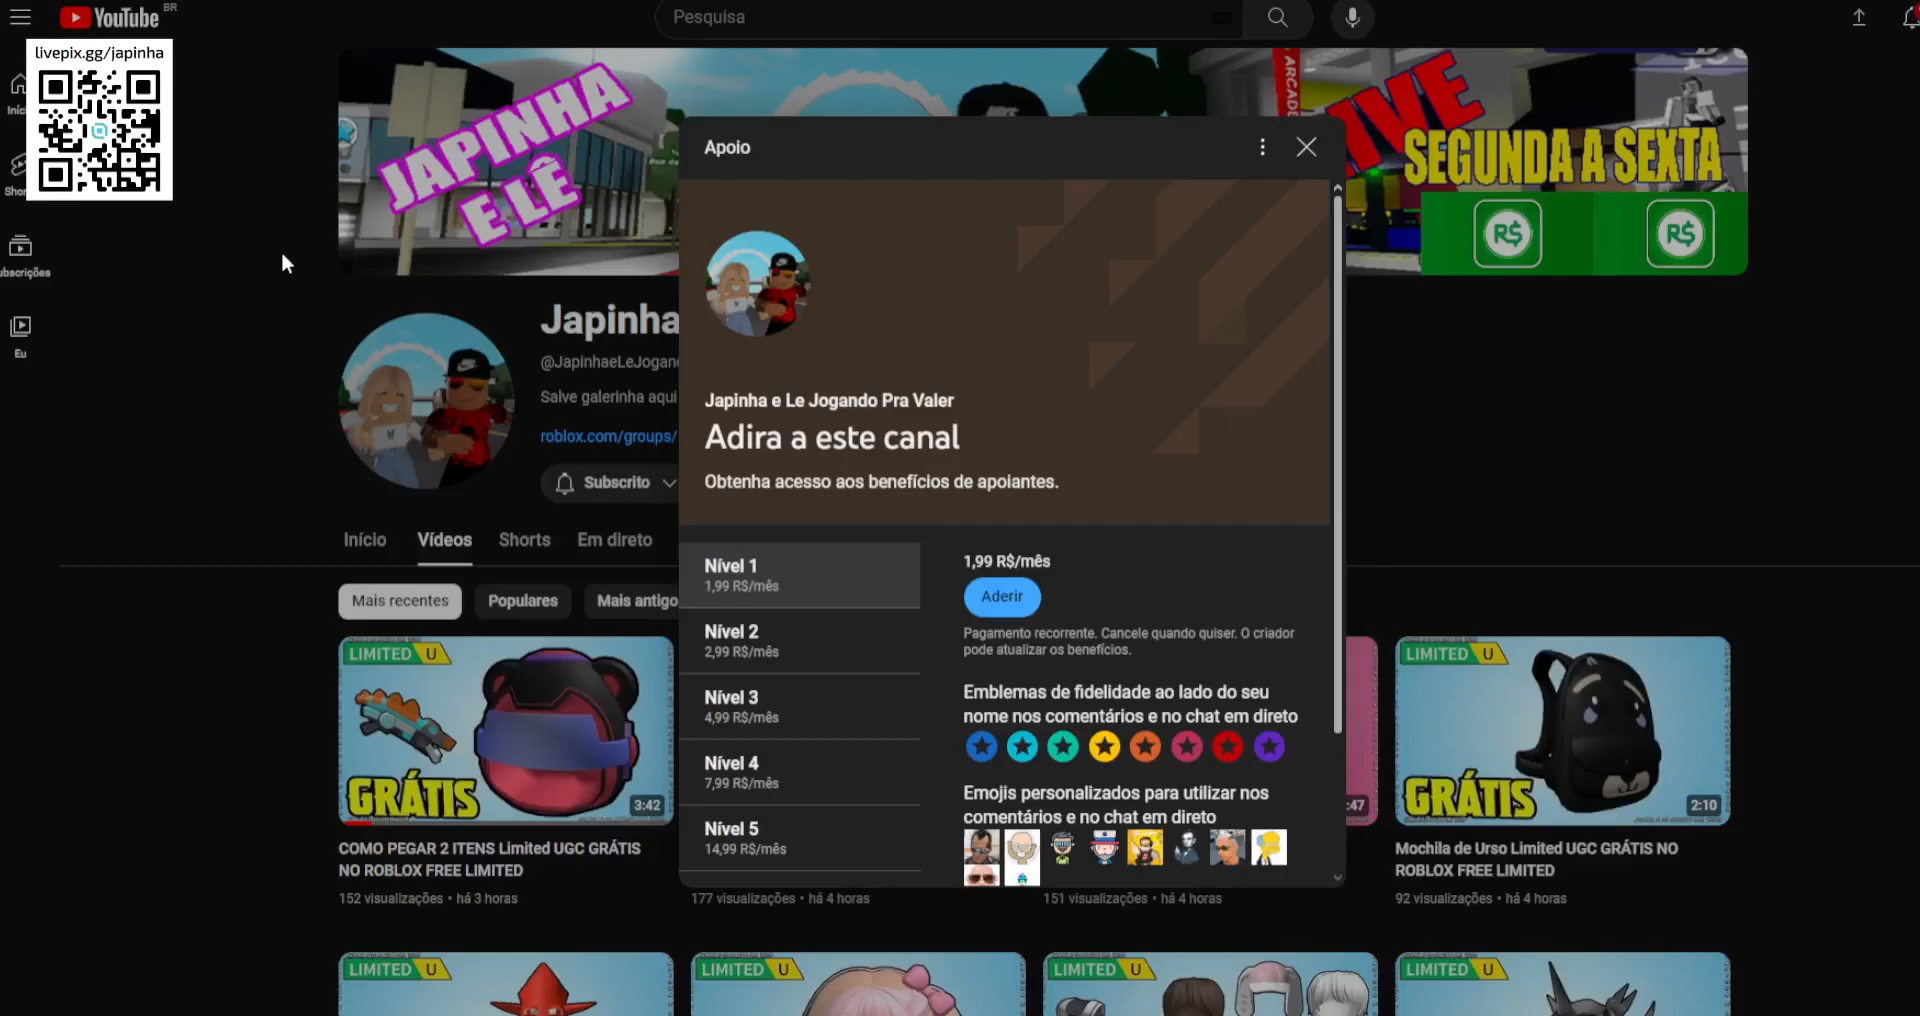 YouTube BR
Pesquisa
livepix.gg/japinha
JAPINHA
E LÊ
ARCADE
SEGUNDA A SEXTA
R$ R$
Apoio
Japinha e Le Jogando Pra Valer
Adira a este canal
Obtenha acesso aos benefícios de apoiantes.
ubscrições
Eu
Japinha
@JapinhaeLeJogand
Salve galerinha aqui
roblox.com/groups/
Subscrito
Início Vídeos Shorts Em direto
Mais recentes Populares Mais antigo
Nível 1
1,99 R$/mês
Nível 2
2,99 R$/mês
Nível 3
4,99 R$/mês
Nível 4
7,99 R$/mês
Nível 5
14,99 R$/mês
1,99 R$/mês
Aderir
Pagamento recorrente. Cancele quando quiser. O criador
pode atualizar os benefícios.
Emblemas de fidelidade ao lado do seu
nome nos comentários e no chat em direto
Emojis personalizados para utilizar nos
comentários e no chat em direto
LIMITED U
GRÁTIS
3:42
COMO PEGAR 2 ITENS Limited UGC GRÁTIS
NO ROBLOX FREE LIMITED
152 visualizações • há 3 horas
177 visualizações • há 4 horas
:47
151 visualizações • há 4 horas
LIMITED U
GRÁTIS
2:10
Mochila de Urso Limited UGC GRÁTIS NO
ROBLOX FREE LIMITED
92 visualizações • há 4 horas
LIMITED U
LIMITED U
LIMITED U
LIMITED U